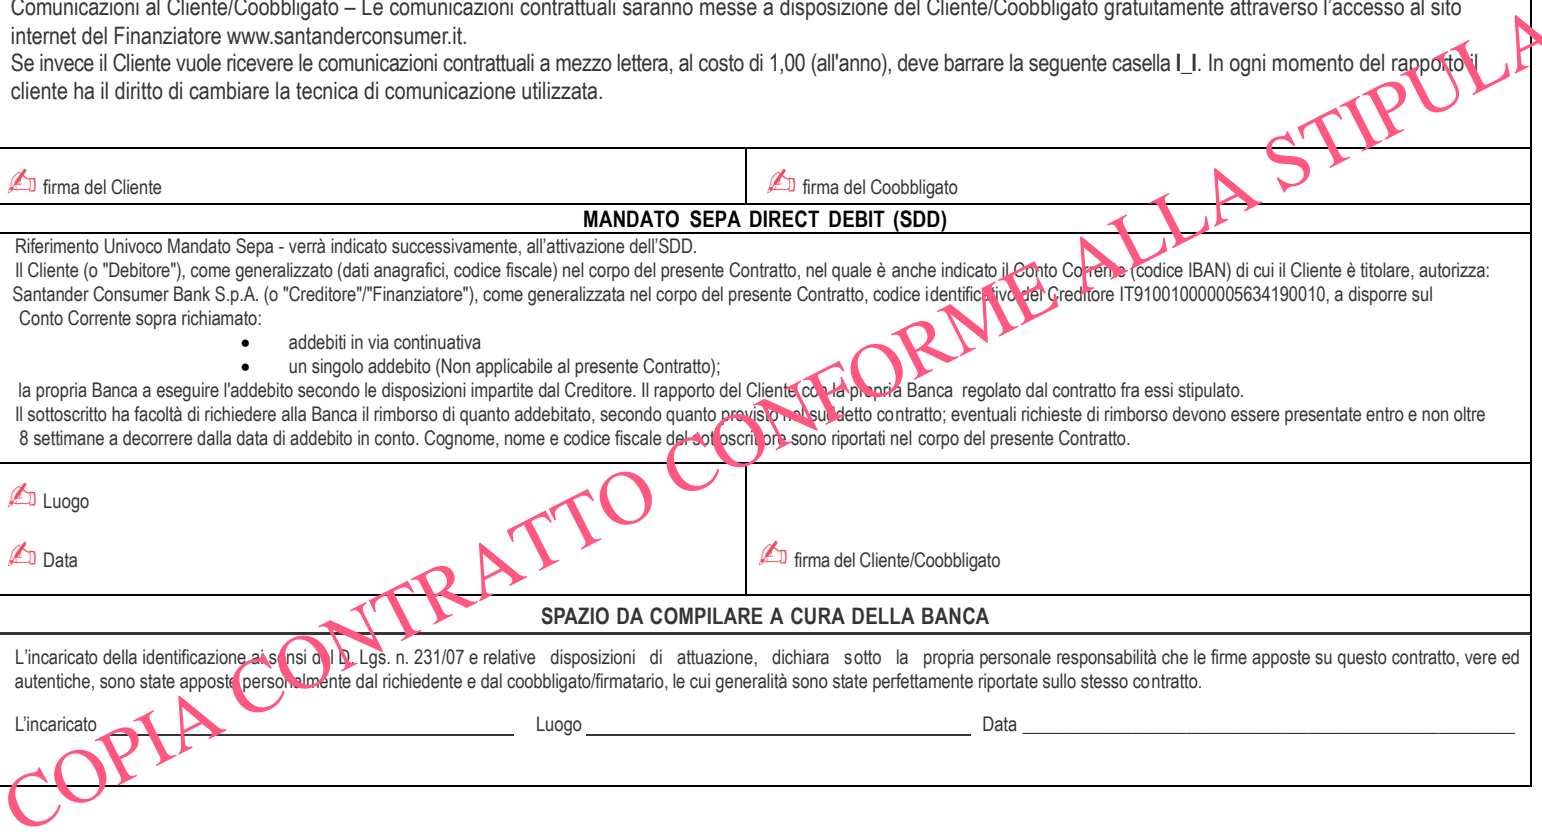 Comunicazioni al Cliente/Coobbligato – Le comunicazioni contrattuali saranno messe a disposizione del Cliente/Coobbligato gratuitamente attraverso l'accesso al sito
internet del Finanziatore www.santanderconsumer.it.
Se invece il Cliente vuole ricevere le comunicazioni contrattuali a mezzo lettera, al costo di 1,00 (all'anno), deve barrare la seguente casella I_I. In ogni momento del rapporto il
cliente ha il diritto di cambiare la tecnica di comunicazione utilizzata.
firma del Cliente
firma del Coobbligato
MANDATO SEPA DIRECT DEBIT (SDD)
Riferimento Univoco Mandato Sepa - verrà indicato successivamente, all'attivazione dell'SDD.
Il Cliente (o "Debitore"), come generalizzato (dati anagrafici, codice fiscale) nel corpo del presente Contratto, nel quale è anche indicato il Conto Corrente (codice IBAN) di cui il Cliente è titolare, autorizza:
Santander Consumer Bank S.p.A. (o "Creditore"/"Finanziatore"), come generalizzata nel corpo del presente Contratto, codice identificativo del Creditore IT910010000005634190010, a disporre sul
Conto Corrente sopra richiamato:
• addebiti in via continuativa
• un singolo addebito (Non applicabile al presente Contratto);
la propria Banca a eseguire l'addebito secondo le disposizioni impartite dal Creditore. Il rapporto del Cliente con la propria Banca regolato dal contratto fra essi stipulato.
Il sottoscritto ha facoltà di richiedere alla Banca il rimborso di quanto addebitato, secondo quanto previsto nel suddetto contratto; eventuali richieste di rimborso devono essere presentate entro e non oltre
8 settimane a decorrere dalla data di addebito in conto. Cognome, nome e codice fiscale del sottoscrittore sono riportati nel corpo del presente Contratto.
Luogo
Data
firma del Cliente/Coobbligato
SPAZIO DA COMPILARE A CURA DELLA BANCA
L'incaricato della identificazione ai sensi del D. Lgs. n. 231/07 e relative disposizioni di attuazione, dichiara sotto la propria personale responsabilità che le firme apposte su questo contratto, vere ed
autentiche, sono state apposte personalmente dal richiedente e dal coobbligato/firmatario, le cui generalità sono state perfettamente riportate sullo stesso contratto.
L'incaricato Luogo Data
COPIA CONTRATTO CONFORME ALLA STIPULA